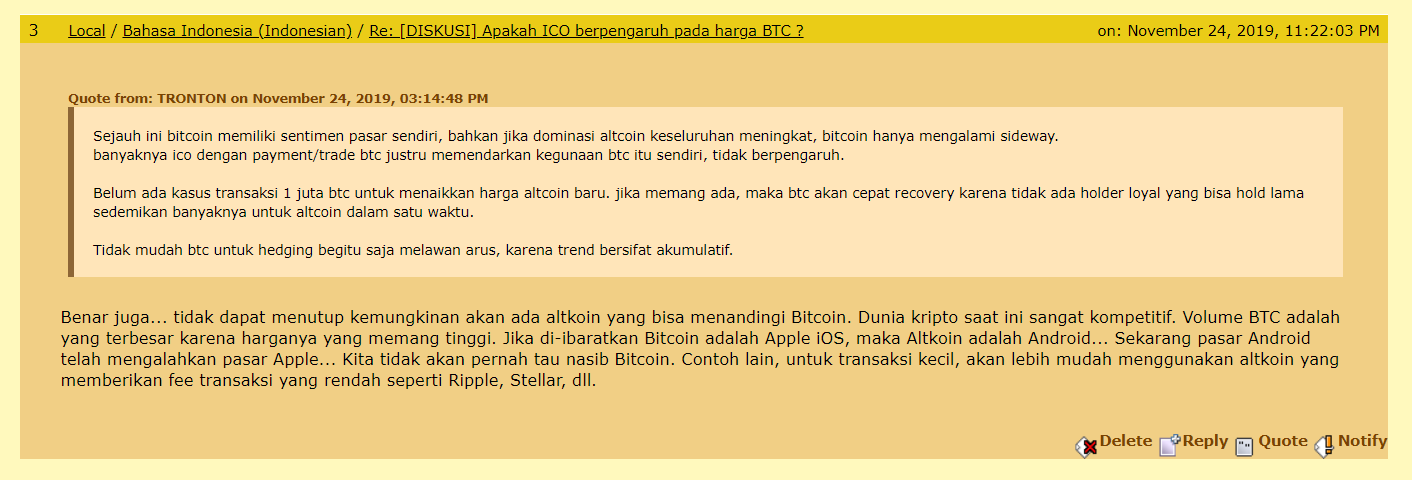 3 Local / Bahasa Indonesia (Indonesian) / Re: [DISKUSI] Apakah ICO berpengaruh pada harga BTC ? on: November 24, 2019, 11:22:03 PM
Quote from: TRONTON on November 24, 2019, 03:14:48 PM
Sejauh ini bitcoin memiliki sentimen pasar sendiri, bahkan jika dominasi altcoin keseluruhan meningkat, bitcoin hanya mengalami sideway.
banyaknya ico dengan payment/trade btc justru memendarkan kegunaan btc itu sendiri, tidak berpengaruh.
Belum ada kasus transaksi 1 juta btc untuk menaikkan harga altcoin baru. jika memang ada, maka btc akan cepat recovery karena tidak ada holder loyal yang bisa hold lama
sedemikan banyaknya untuk altcoin dalam satu waktu.
Tidak mudah btc untuk hedging begitu saja melawan arus, karena trend bersifat akumulatif.
Benar juga... tidak dapat menutup kemungkinan akan ada altkoin yang bisa menandingi Bitcoin. Dunia kripto saat ini sangat kompetitif. Volume BTC adalah
yang terbesar karena harganya yang memang tinggi. Jika di-ibaratkan Bitcoin adalah Apple iOS, maka Altkoin adalah Android... Sekarang pasar Android
telah mengalahkan pasar Apple... Kita tidak akan pernah tau nasib Bitcoin. Contoh lain, untuk transaksi kecil, akan lebih mudah menggunakan altkoin yang
memberikan fee transaksi yang rendah seperti Ripple, Stellar, dll.
Delete Reply Quote Notify